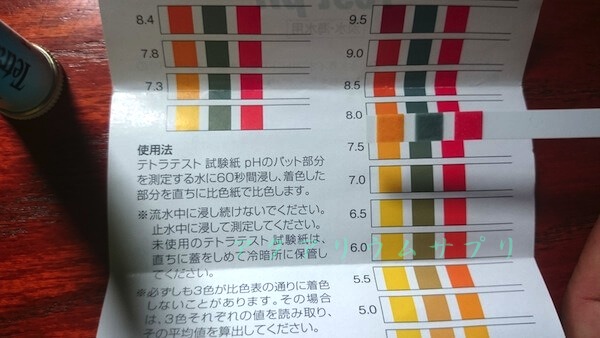 Tetra
8.4
7.8
7.3
9.5
9.0
8.5
8.0
7.5
7.0
6.5
6.0
5.5
5.0
使用法
テトラテスト 試験紙 pHのパット部分
を測定する水に60秒間浸し、着色した
部分を直ちに比色紙で比色します。
※流水中に浸し続けないでください。
止水中に浸して測定してください。
未使用のテトラテスト試験紙は、
直ちに蓋をしめて冷暗所に保管し
てください。
※必ずしも3色が比色表の通りに着色
しないことがあります。その場合
は、3色それぞれの値を読み取り、
その平均値を算出してください。